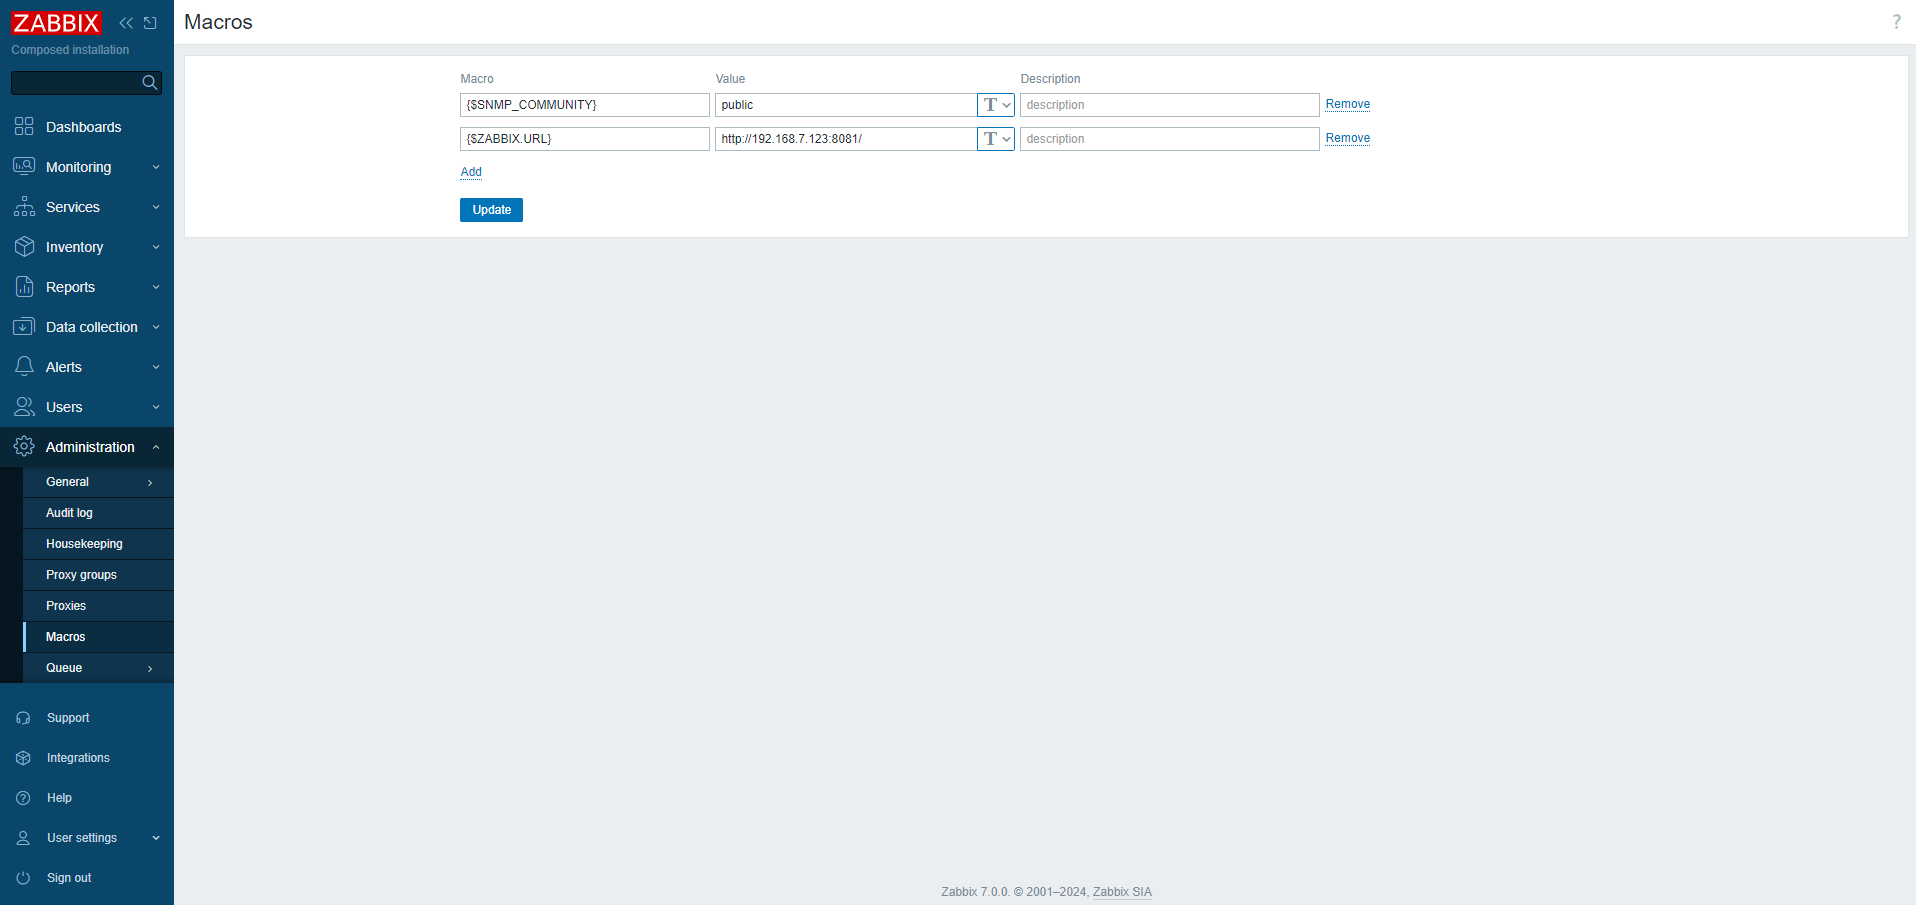 ZABBIX
Composed installation
Dashboards
Monitoring
Services
Inventory
Reports
Data collection
Alerts
Users
Administration
General
Audit log
Housekeeping
Proxy groups
Proxies
Macros
Queue
Support
Integrations
Help
User settings
Sign out
Macros
?
Macro Value Description
{$SNMP_COMMUNITY} public T description Remove
{$ZABBIX.URL} http://192.168.7.123:8081/ T description Remove
Add
Update
Zabbix 7.0.0. © 2001–2024, Zabbix SIA